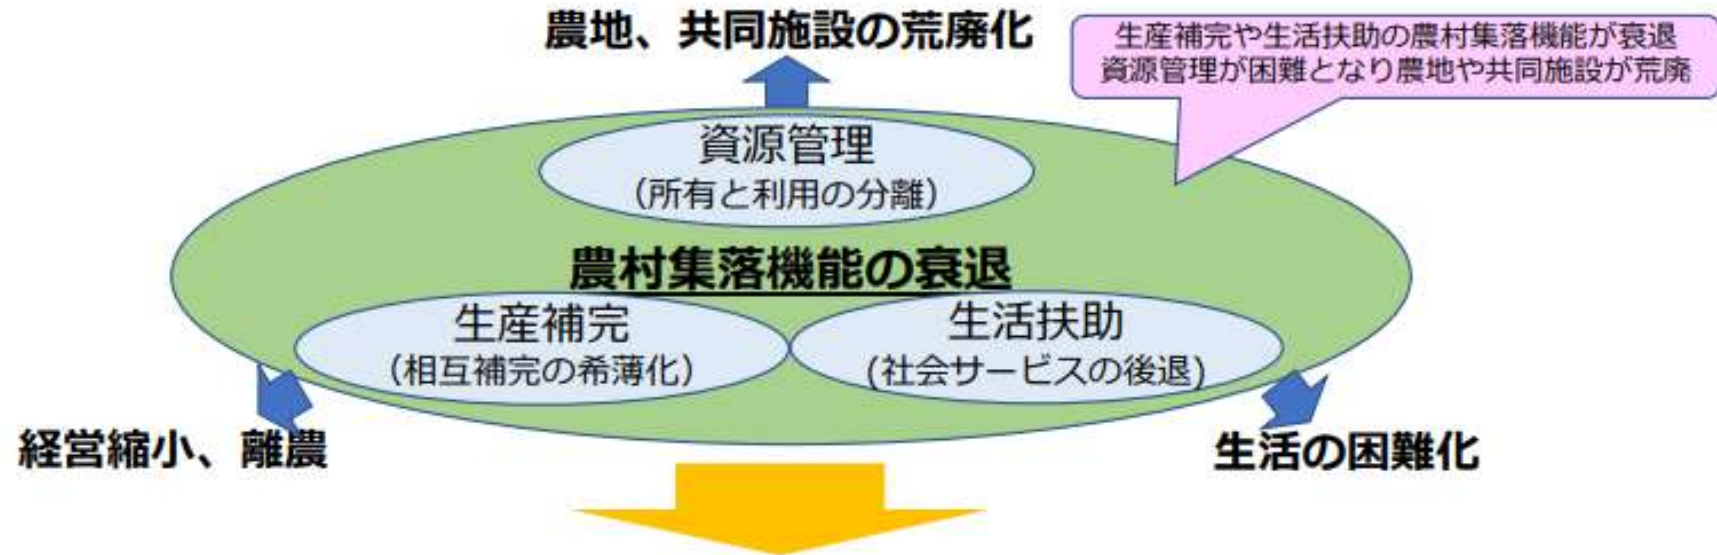 農地、共同施設の荒廃化
生産補完や生活扶助の農村集落機能が衰退
資源管理が困難となり農地や共同施設が荒廃
資源管理
（所有と利用の分離）
農村集落機能の衰退
生産補完
（相互補完の希薄化）
生活扶助
(社会サービスの後退)
経営縮小、離農
生活の困難化